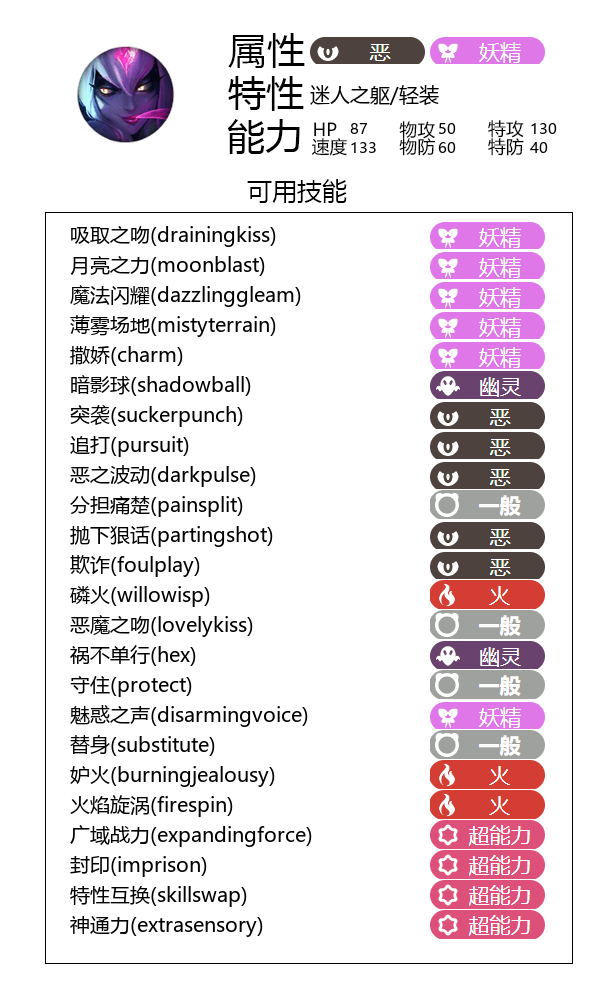 属性 恶 妖精
特性 迷人之躯/轻装
能力 HP 87 物攻 50 特攻 130
速度 133 物防 60 特防 40
可用技能
吸取之吻(drainingkiss) 妖精
月亮之力(moonblast) 妖精
魔法闪耀(dazzlinggleam) 妖精
薄雾场地(mistyterrain) 妖精
撒娇(charm) 妖精
暗影球(shadowball) 幽灵
突袭(suckerpunch) 恶
追打(pursuit) 恶
恶之波动(darkpulse) 恶
分担痛楚(painsplit) 一般
抛下狠话(partingshot) 恶
欺诈(foulplay) 恶
磷火(willowisp) 火
恶魔之吻(lovelykiss) 一般
祸不单行(hex) 幽灵
守住(protect) 一般
魅惑之声(disarmingvoice) 妖精
替身(substitute) 一般
妒火(burningjealousy) 火
火焰旋涡(firespin) 火
广域战力(expandingforce) 超能力
封印(imprison) 超能力
特性互换(skillswap) 超能力
神通力(extrasensory) 超能力